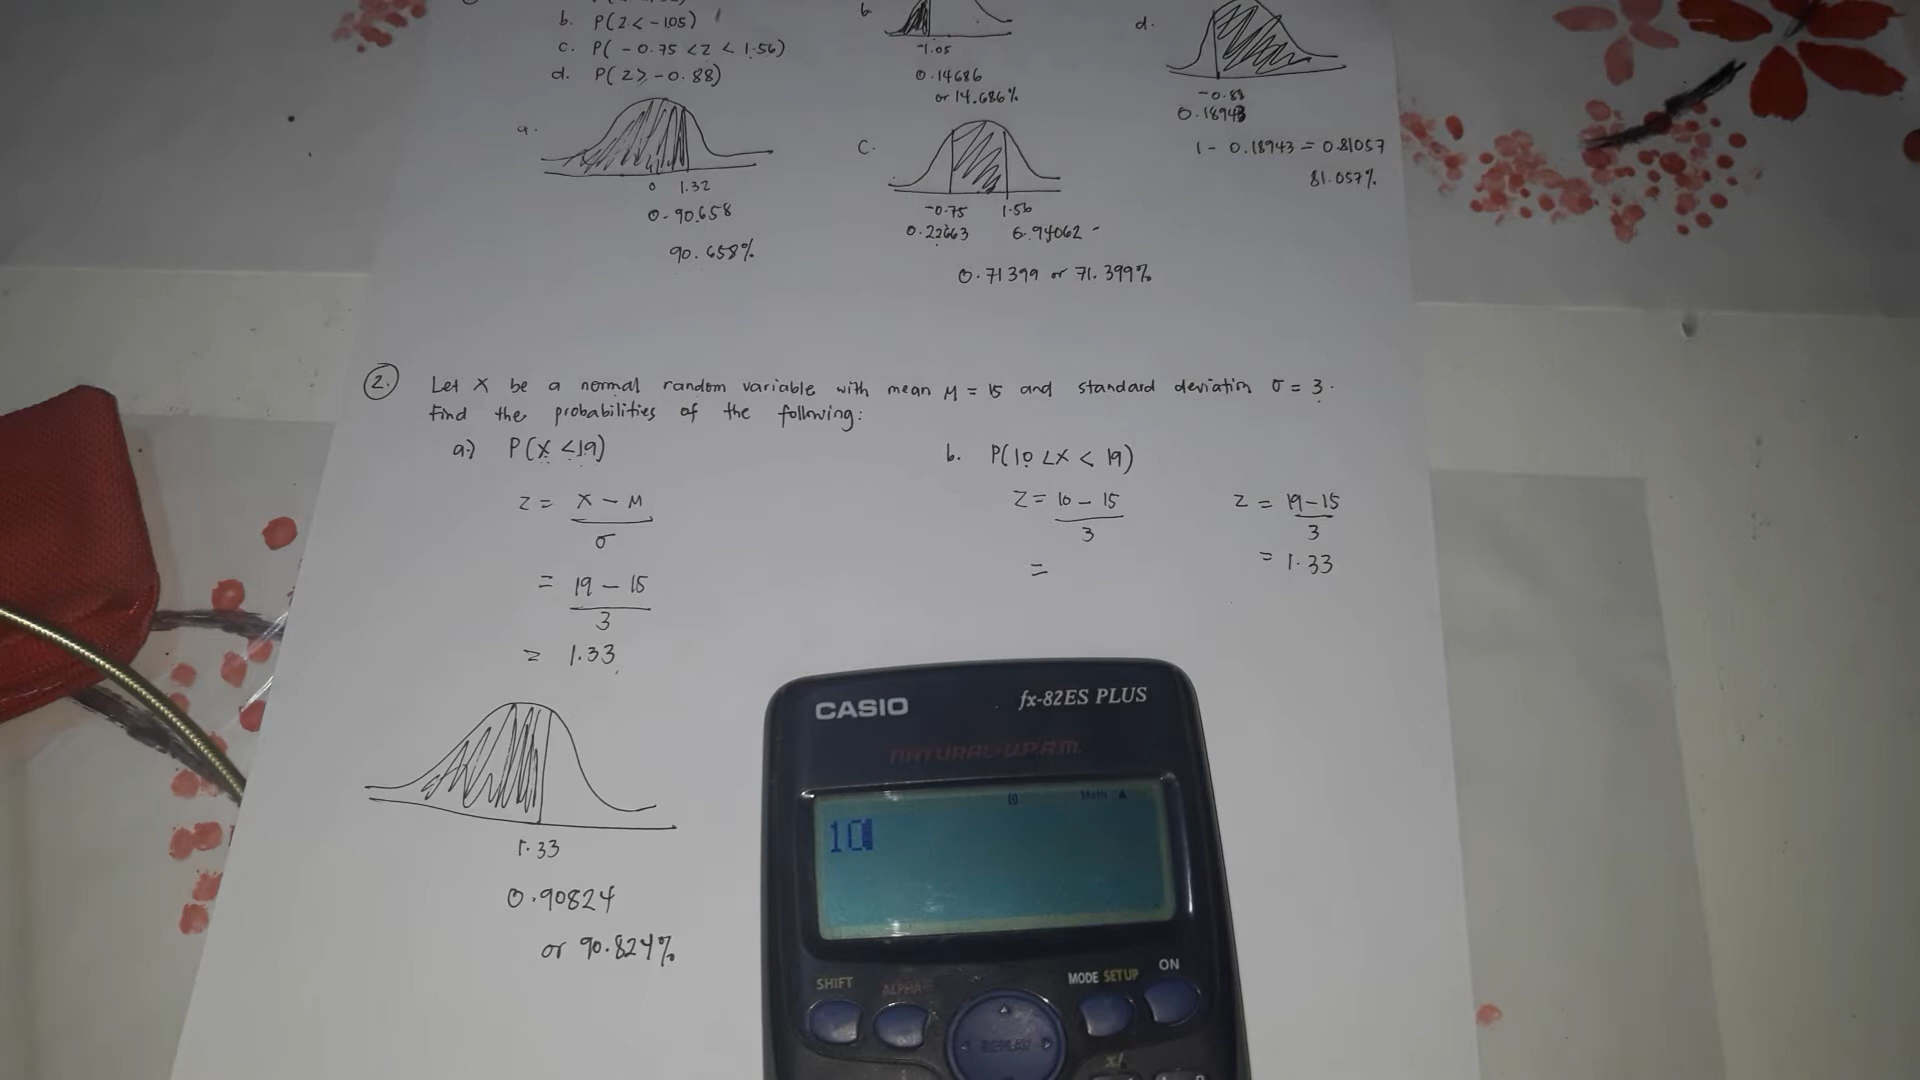 b. P(Z < -105)
c. P( -0.75 < Z < 1.56)
d. P(Z > -0.88)
a.
0 1.32
0.90658
90.658%
b
-1.05
0.14686
or 14.686%
c.
-0.75 1.56
0.22663 0.94062 -
0.71399 or 71.399%
d.
-0.88
0.18943
1 - 0.18943 = 0.81057
81.057%
2. Let X be a normal random variable with mean μ = 15 and standard deviation σ = 3.
Find the probabilities of the following:
a.) P(X < 19)
Z = X - μ
σ
= 19 - 15
3
= 1.33
1.33
0.90824
or 90.824%
b. P(10 < X < 19)
Z = 10 - 15
3
=
Z = 19-15
3
= 1.33
CASIO fx-82ES PLUS
NATURAL-V.P.A.M.
D Math ▲
10
SHIFT ALPHA MODE SETUP ON
REPLAY
x!